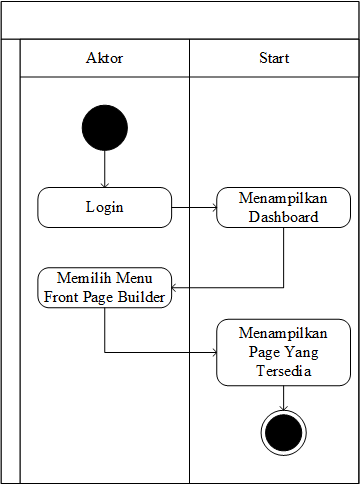 Aktor
Start
Login
Menampilkan
Dashboard
Memilih Menu
Front Page Builder
Menampilkan
Page Yang
Tersedia